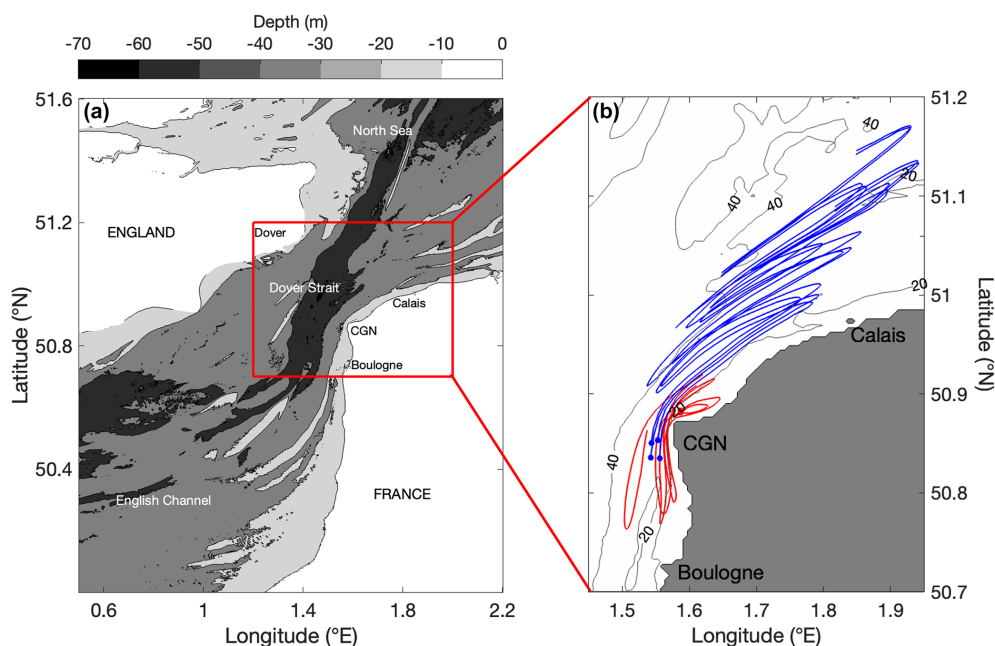 Depth (m)
-70 -60 -50 -40 -30 -20 -10 0
(a)
51.6
51.2
50.8
50.4
Latitude (°N)
0.6 1 1.4 1.8 2.2
Longitude (°E)
North Sea
ENGLAND
Dover
Dover Strait
Calais
CGN
Boulogne
English Channel
FRANCE
(b)
40
20
40
40
20
Calais
20
CGN
40
20
Boulogne
51.2
51.1
51
50.9
50.8
50.7
Latitude (°N)
1.5 1.6 1.7 1.8 1.9
Longitude (°E)